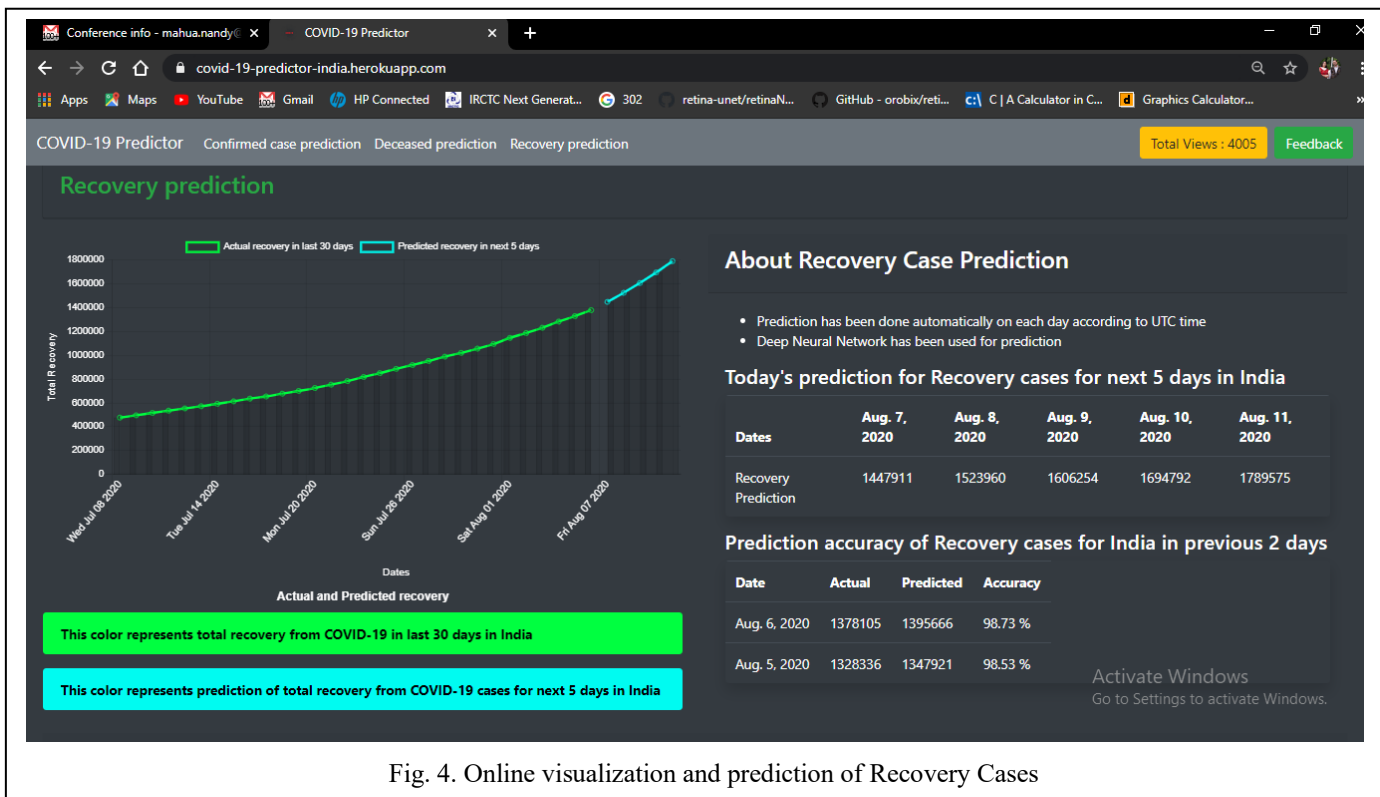 Conference info - mahua.nandy@
COVID-19 Predictor
covid-19-predictor-india.herokuapp.com
Apps Maps YouTube Gmail HP Connected IRCTC Next Generat... 302 retina-unet/retinaN... GitHub - orobix/reti... C | A Calculator in C... Graphics Calculator... »
COVID-19 Predictor Confirmed case prediction Deceased prediction Recovery prediction Total Views : 4005 Feedback
Recovery prediction
Actual recovery in last 30 days Predicted recovery in next 5 days
1800000
1600000
1400000
1200000
1000000
800000
600000
400000
200000
0
Total Recovery
Wed Jul 08 2020
Tue Jul 14 2020
Mon Jul 20 2020
Sun Jul 26 2020
Sat Aug 01 2020
Fri Aug 07 2020
Dates
Actual and Predicted recovery
This color represents total recovery from COVID-19 in last 30 days in India
This color represents prediction of total recovery from COVID-19 cases for next 5 days in India
About Recovery Case Prediction
• Prediction has been done automatically on each day according to UTC time
• Deep Neural Network has been used for prediction
Today's prediction for Recovery cases for next 5 days in India
Dates Aug. 7, 2020 Aug. 8, 2020 Aug. 9, 2020 Aug. 10, 2020 Aug. 11, 2020
Recovery Prediction 1447911 1523960 1606254 1694792 1789575
Prediction accuracy of Recovery cases for India in previous 2 days
Date Actual Predicted Accuracy
Aug. 6, 2020 1378105 1395666 98.73 %
Aug. 5, 2020 1328336 1347921 98.53 %
Activate Windows
Go to Settings to activate Windows.
Fig. 4. Online visualization and prediction of Recovery Cases